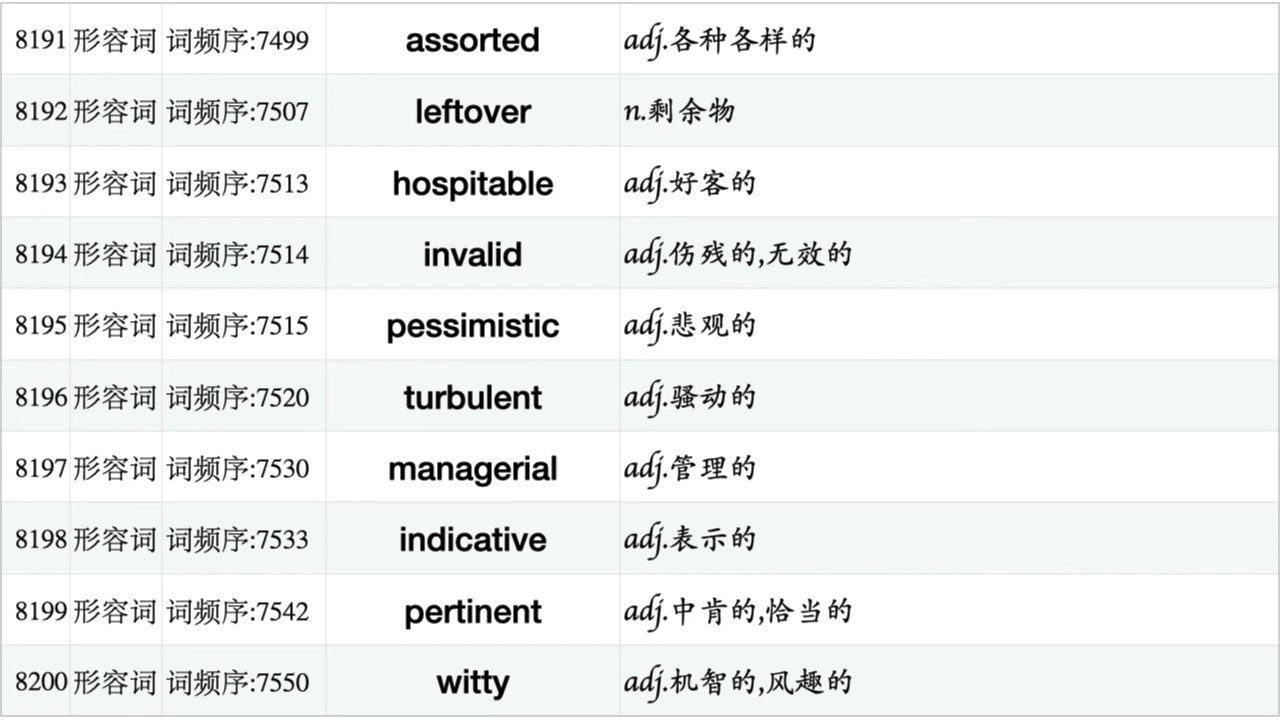 8191 形容词 词频序:7499 assorted adj.各种各样的
8192 形容词 词频序:7507 leftover n.剩余物
8193 形容词 词频序:7513 hospitable adj.好客的
8194 形容词 词频序:7514 invalid adj.伤残的,无效的
8195 形容词 词频序:7515 pessimistic adj.悲观的
8196 形容词 词频序:7520 turbulent adj.骚动的
8197 形容词 词频序:7530 managerial adj.管理的
8198 形容词 词频序:7533 indicative adj.表示的
8199 形容词 词频序:7542 pertinent adj.中肯的,恰当的
8200 形容词 词频序:7550 witty adj.机智的,风趣的